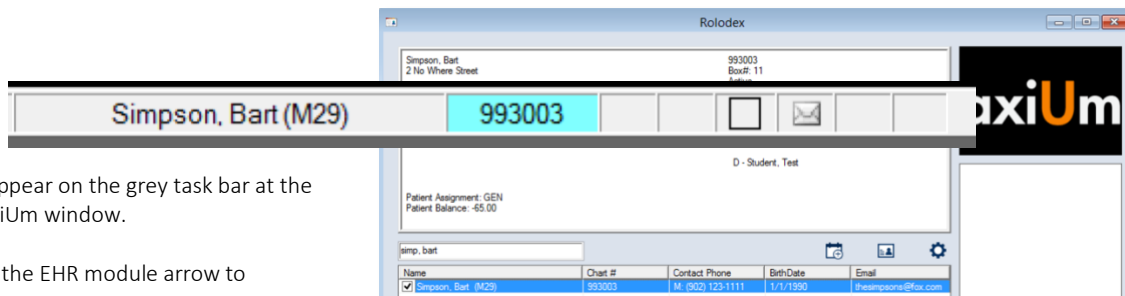 Rolodex
Simpson, Bart
2 No Where Street
993003
Box#: 11
Simpson, Bart (M29) 993003
axiUm
D - Student, Test
ppear on the grey task bar at the
iUm window.
Patient Assignment: GEN
Patient Balance: -65.00
simp, bart
the EHR module arrow to
Name Chart # Contact Phone BirthDate Email
Simpson, Bart (M29) 993003 M: (902) 123-1111 1/1/1990 thesimpsons@fox.com